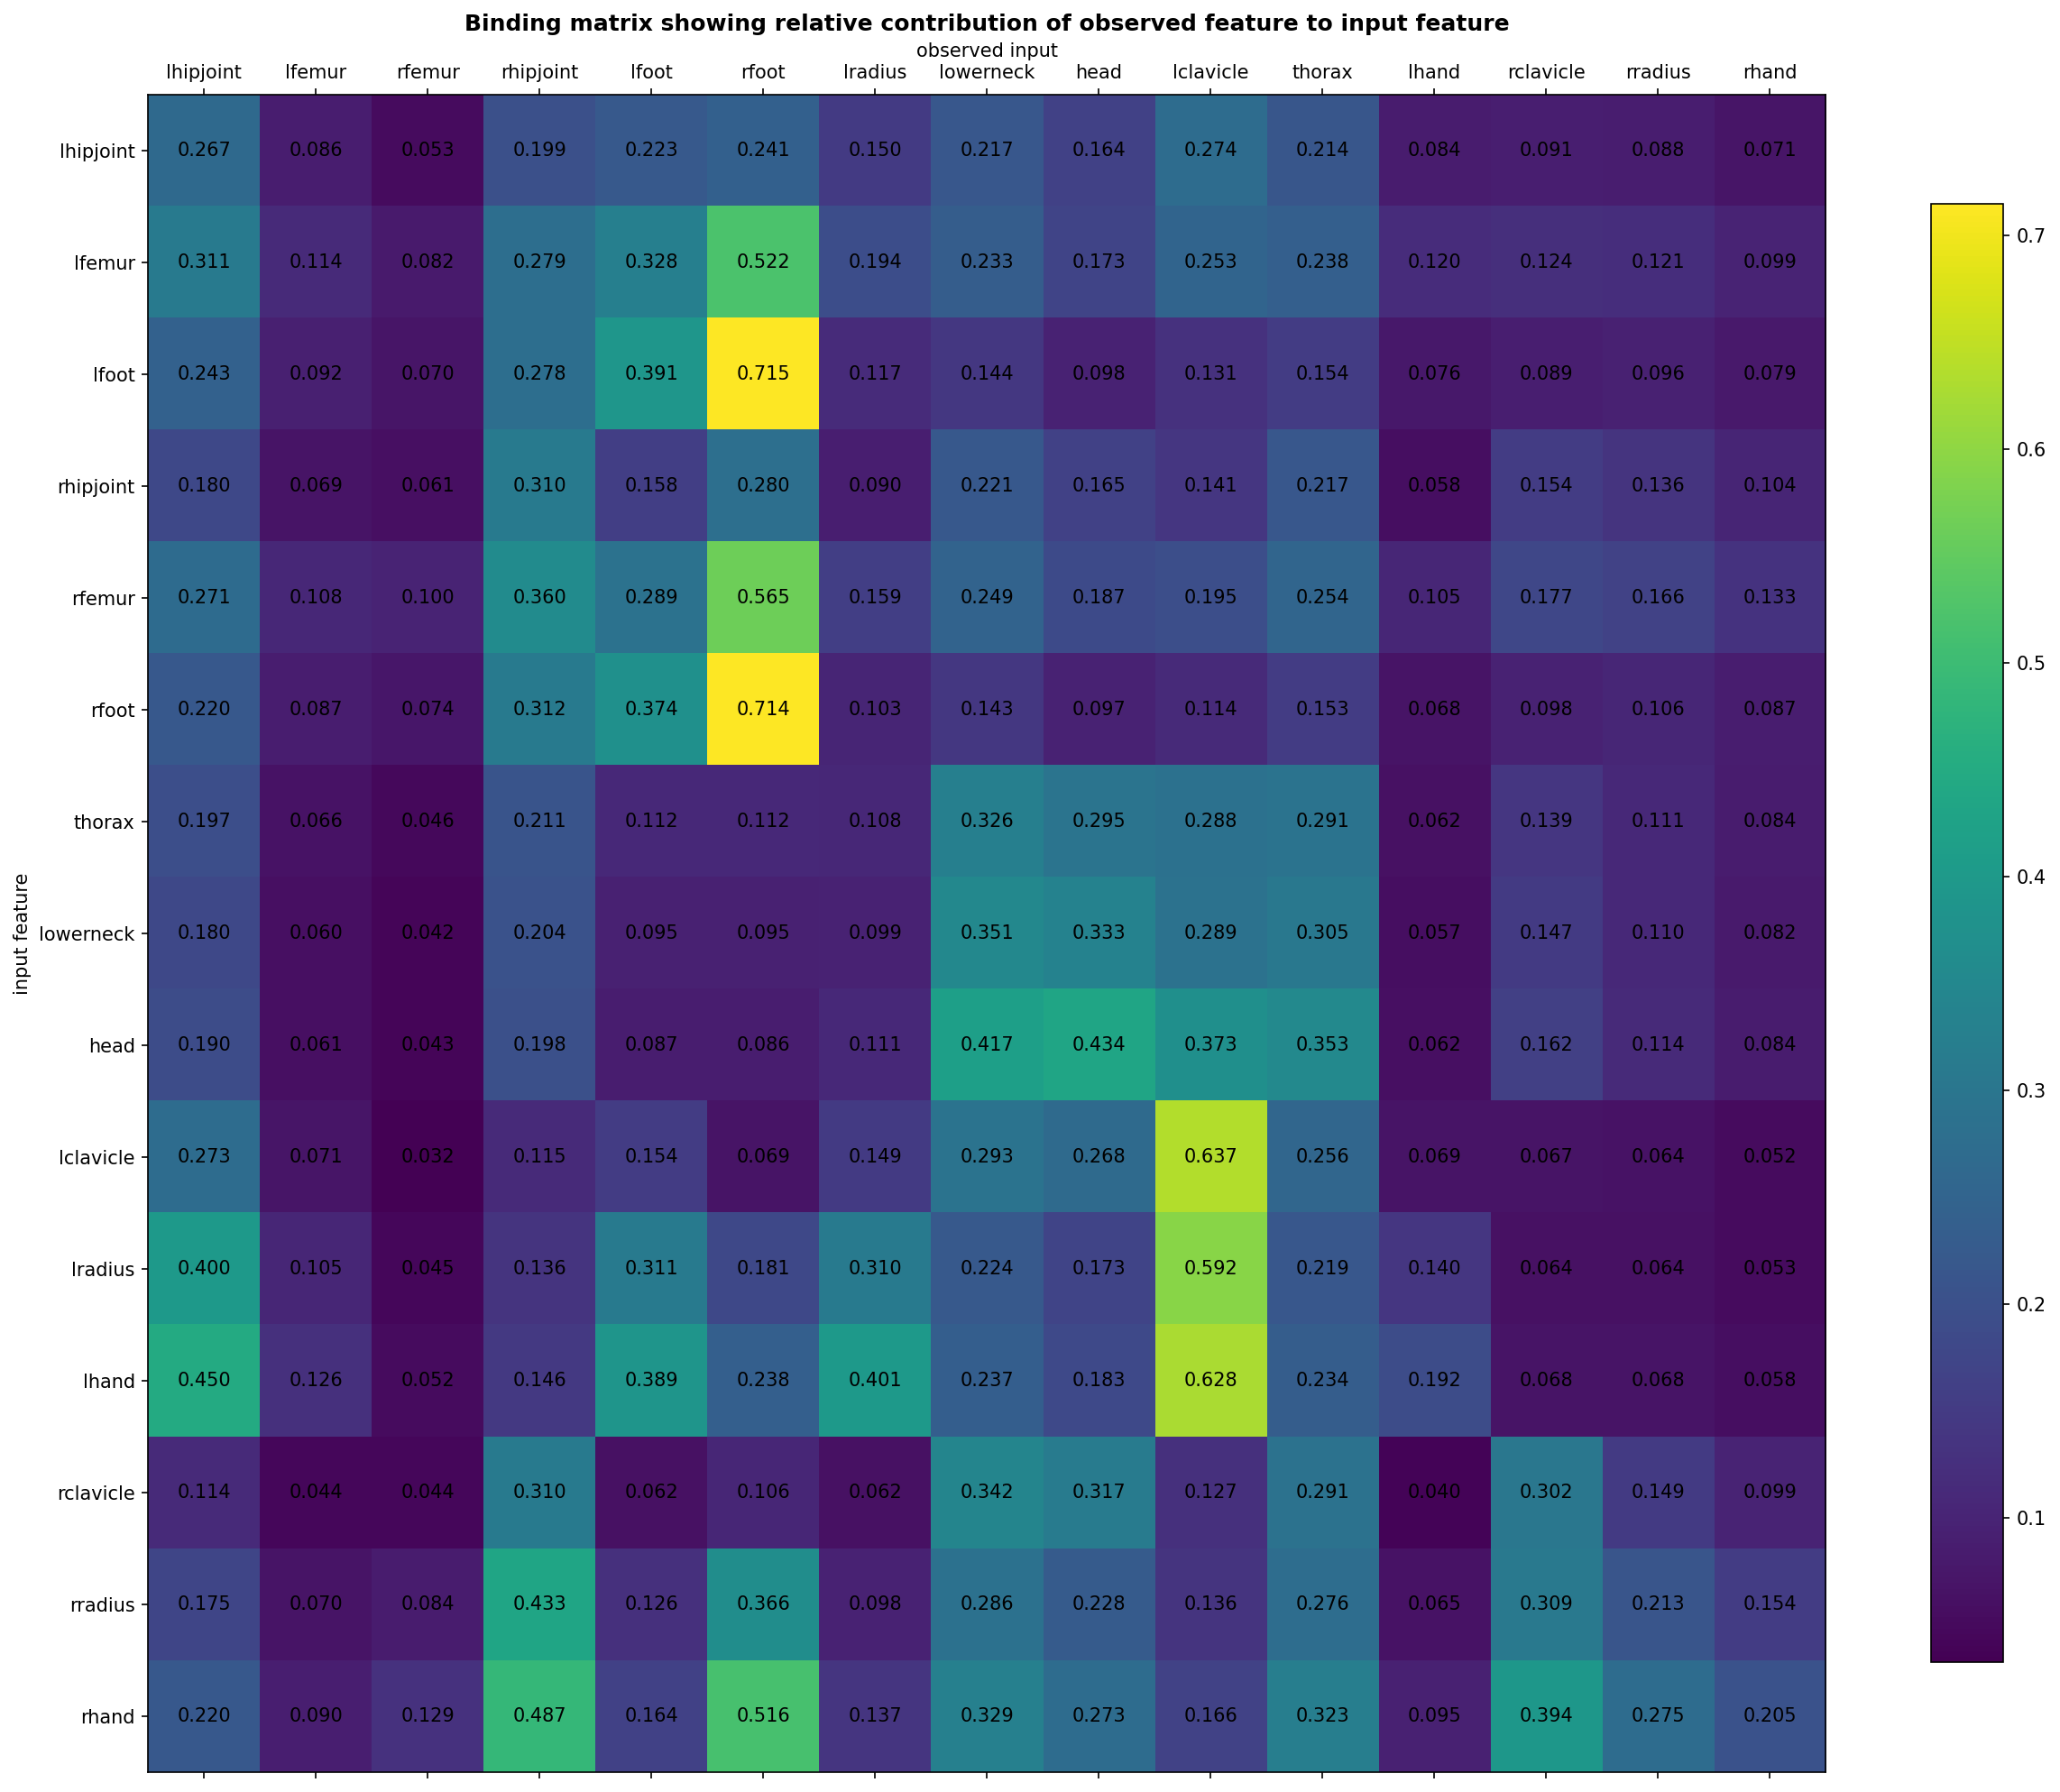 Binding matrix showing relative contribution of observed feature to input feature
observed input
lhipjoint lfemur rfemur rhipjoint lfoot rfoot lradius lowerneck head lclavicle thorax lhand rclavicle rradius rhand
lhipjoint 0.267 0.086 0.053 0.199 0.223 0.241 0.150 0.217 0.164 0.274 0.214 0.084 0.091 0.088 0.071
0.7
lfemur 0.311 0.114 0.082 0.279 0.328 0.522 0.194 0.233 0.173 0.253 0.238 0.120 0.124 0.121 0.099
lfoot 0.243 0.092 0.070 0.278 0.391 0.715 0.117 0.144 0.098 0.131 0.154 0.076 0.089 0.096 0.079
0.6
rhipjoint 0.180 0.069 0.061 0.310 0.158 0.280 0.090 0.221 0.165 0.141 0.217 0.058 0.154 0.136 0.104
rfemur 0.271 0.108 0.100 0.360 0.289 0.565 0.159 0.249 0.187 0.195 0.254 0.105 0.177 0.166 0.133
0.5
rfoot 0.220 0.087 0.074 0.312 0.374 0.714 0.103 0.143 0.097 0.114 0.153 0.068 0.098 0.106 0.087
thorax 0.197 0.066 0.046 0.211 0.112 0.112 0.108 0.326 0.295 0.288 0.291 0.062 0.139 0.111 0.084
0.4
input feature
lowerneck 0.180 0.060 0.042 0.204 0.095 0.095 0.099 0.351 0.333 0.289 0.305 0.057 0.147 0.110 0.082
head 0.190 0.061 0.043 0.198 0.087 0.086 0.111 0.417 0.434 0.373 0.353 0.062 0.162 0.114 0.084
0.3
lclavicle 0.273 0.071 0.032 0.115 0.154 0.069 0.149 0.293 0.268 0.637 0.256 0.069 0.067 0.064 0.052
lradius 0.400 0.105 0.045 0.136 0.311 0.181 0.310 0.224 0.173 0.592 0.219 0.140 0.064 0.064 0.053
0.2
lhand 0.450 0.126 0.052 0.146 0.389 0.238 0.401 0.237 0.183 0.628 0.234 0.192 0.068 0.068 0.058
rclavicle 0.114 0.044 0.044 0.310 0.062 0.106 0.062 0.342 0.317 0.127 0.291 0.040 0.302 0.149 0.099
0.1
rradius 0.175 0.070 0.084 0.433 0.126 0.366 0.098 0.286 0.228 0.136 0.276 0.065 0.309 0.213 0.154
rhand 0.220 0.090 0.129 0.487 0.164 0.516 0.137 0.329 0.273 0.166 0.323 0.095 0.394 0.275 0.205